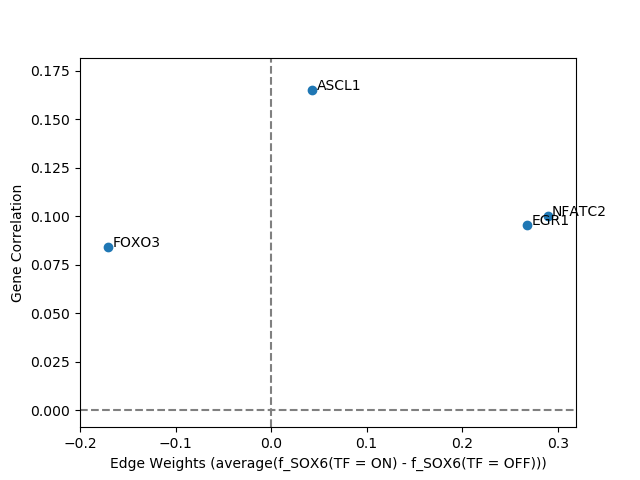 0.175
0.150
0.125
0.100
0.075
0.050
0.025
0.000
Gene Correlation
ASCL1
NFATC2
EGR1
FOXO3
−0.2 −0.1 0.0 0.1 0.2 0.3
Edge Weights (average(f_SOX6(TF = ON) - f_SOX6(TF = OFF)))